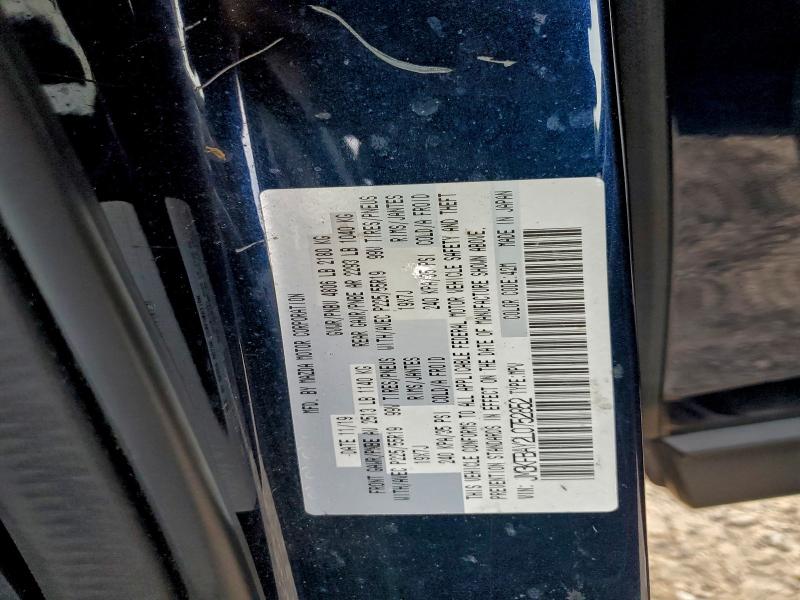 MFD. BY MAZDA MOTOR CORPORATION
DATE 11/19 GVWR/PNBV 4806 LB 2180 KG
FRONT GAWR/PNBE AV 2513 LB 1140 KG REAR GAWR/PNBE AR 2293 LB 1040 KG
WITH/AVEC P225/55R19 99V TIRES/PNEUS WITH/AVEC P225/55R19 99V TIRES/PNEUS
19X7J RIMS/JANTES 19X7J RIMS/JANTES
240 KPA/35 PSI COLD/A FROID 240 KPA/35 PSI COLD/A FROID
THIS VEHICLE CONFORMS TO ALL APPLICABLE FEDERAL MOTOR VEHICLE SAFETY AND THEFT
PREVENTION STANDARDS IN EFFECT ON THE DATE OF MANUFACTURE SHOWN ABOVE.
VIN: TYPE:MPV COLOR CODE:42M MADE IN JAPAN